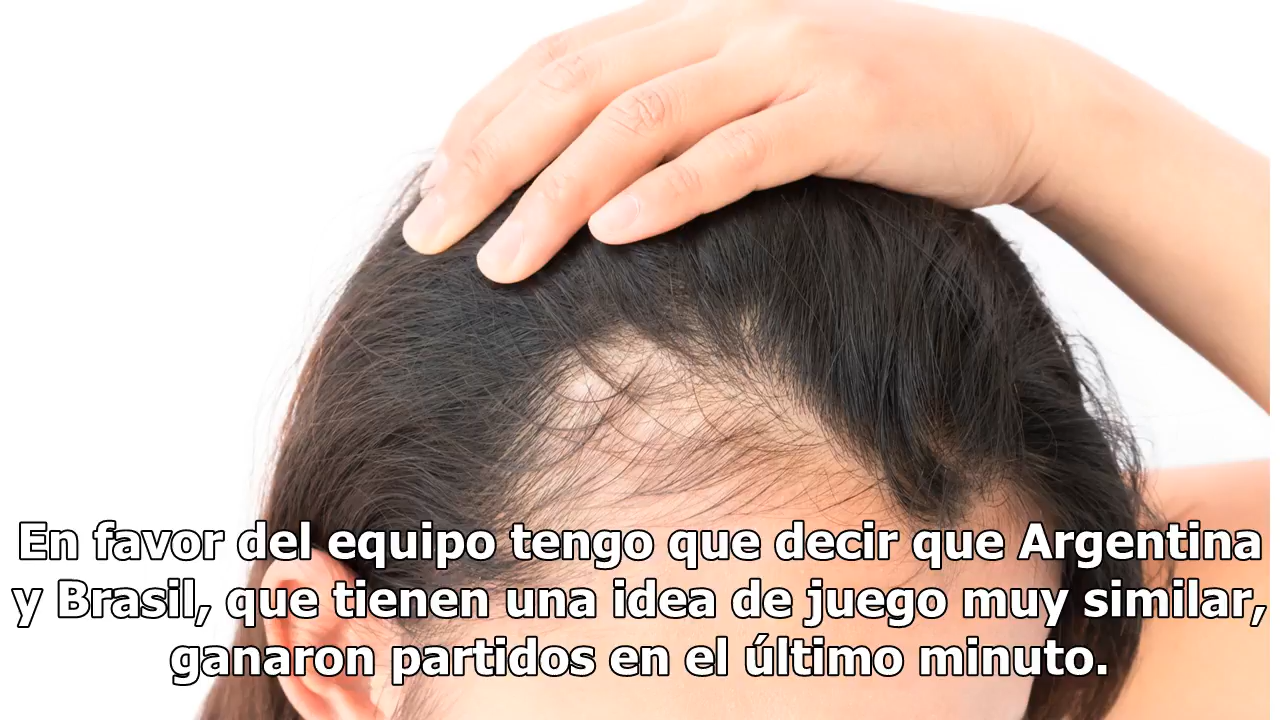 En favor del equipo tengo que decir que Argentina
y Brasil, que tienen una idea de juego muy similar,
ganaron partidos en el último minuto.